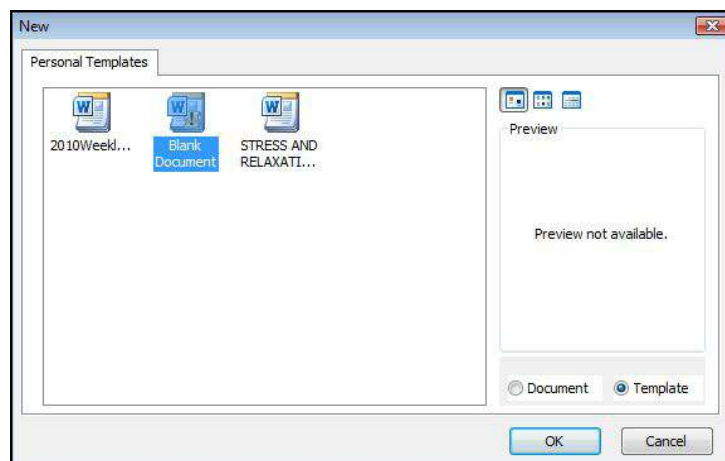 New
Personal Templates
2010Weekl...
Blank
Document
STRESS AND
RELAXATI...
Preview
Preview not available.
Document
Template
OK
Cancel